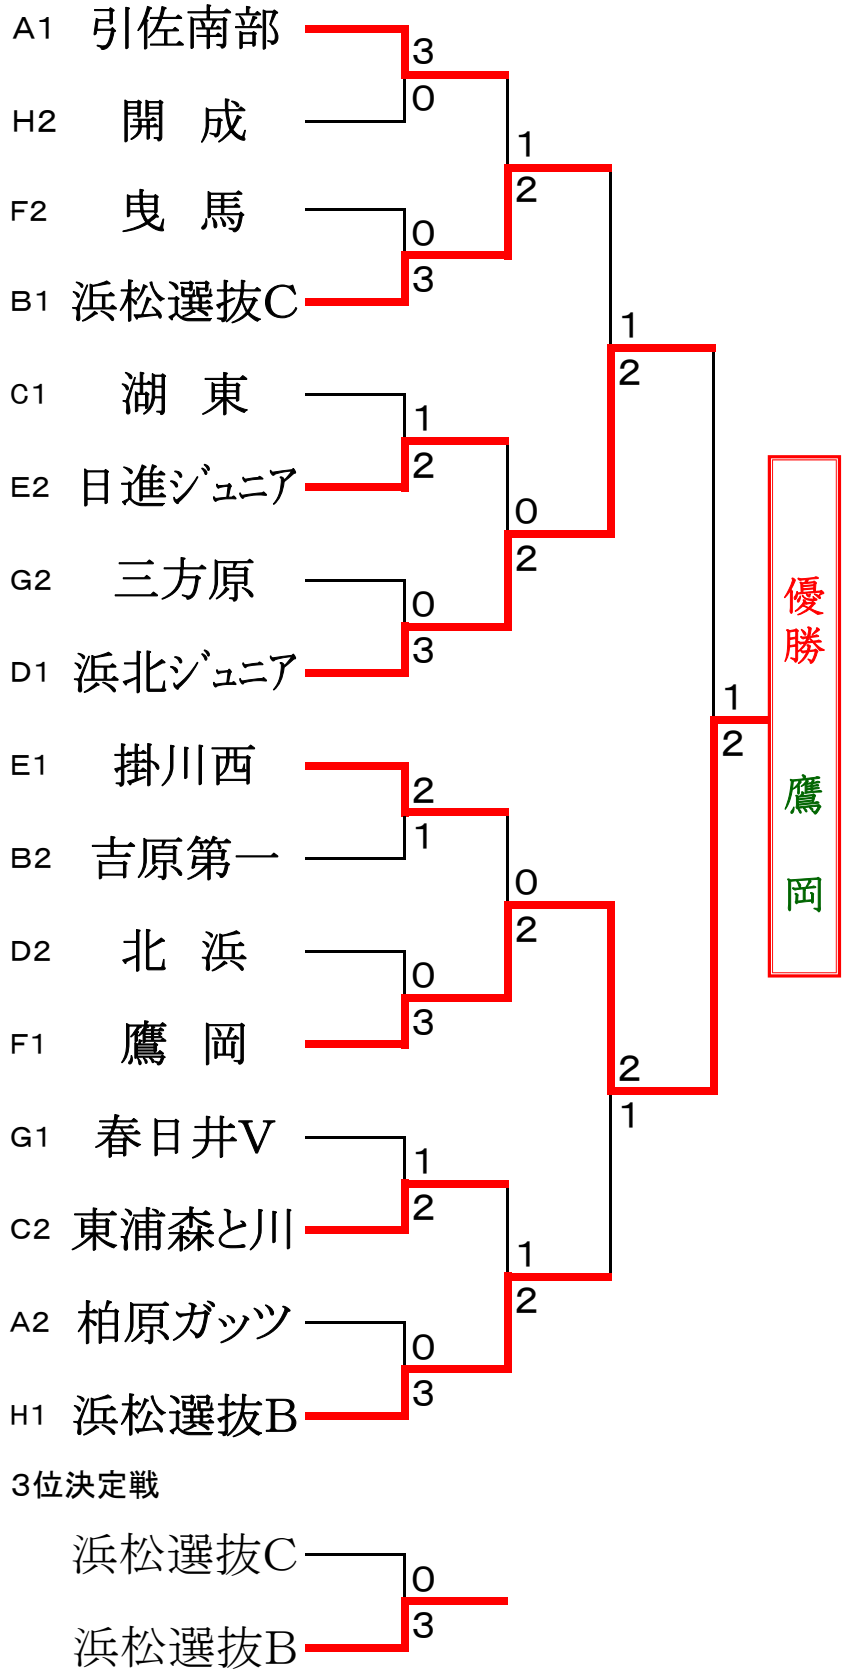 A1 引佐南部
3
0
H2 開 成
1
2
F2 曳 馬
0
3
B1 浜松選抜C
1
2
C1 湖 東
1
2
E2 日進ジュニア
0
2
G2 三方原
0
3
D1 浜北ジュニア
1
2
E1 掛川西
2
1
B2 吉原第一
0
2
D2 北 浜
0
3
F1 鷹 岡
2
1
G1 春日井V
1
2
C2 東浦森と川
1
2
A2 柏原ガッツ
0
3
H1 浜松選抜B
優勝 鷹岡
3位決定戦
浜松選抜C
0
3
浜松選抜B